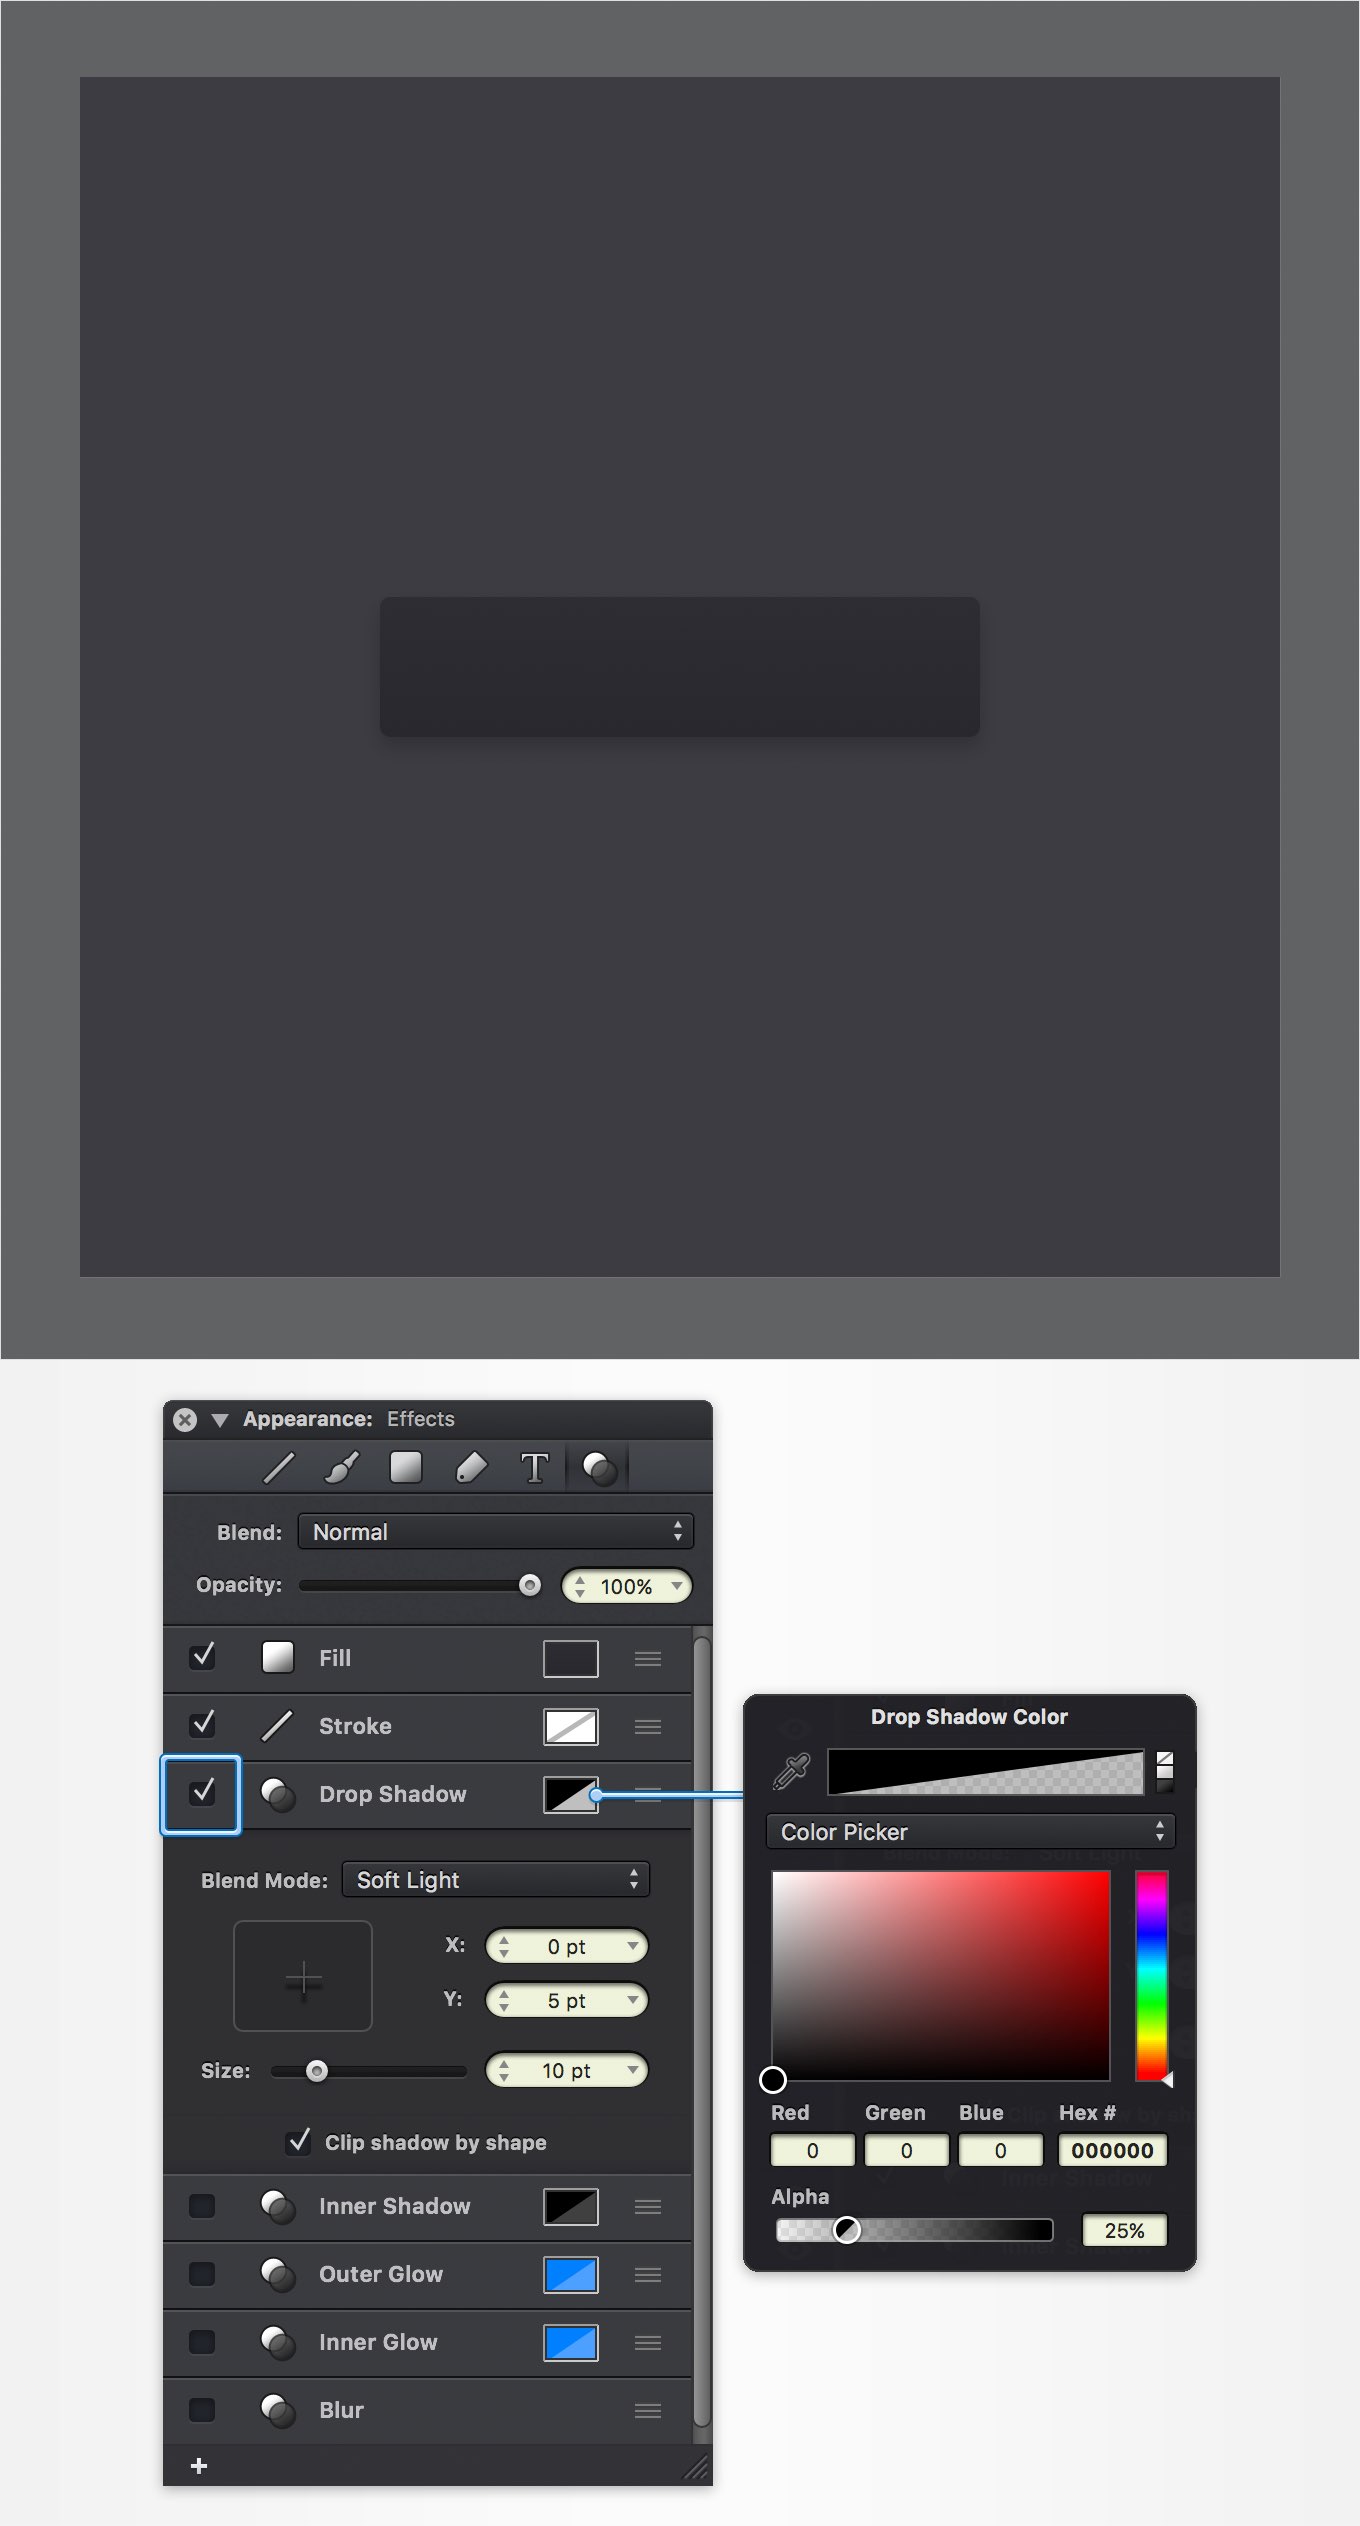 Appearance: Effects
T
Blend: Normal
Opacity: 100%
Fill
Stroke
Drop Shadow
Blend Mode: Soft Light
X: 0 pt
Y: 5 pt
Size: 10 pt
Clip shadow by shape
Inner Shadow
Outer Glow
Inner Glow
Blur
+
Drop Shadow Color
Color Picker
Red Green Blue Hex #
0 0 0 000000
Alpha
25%